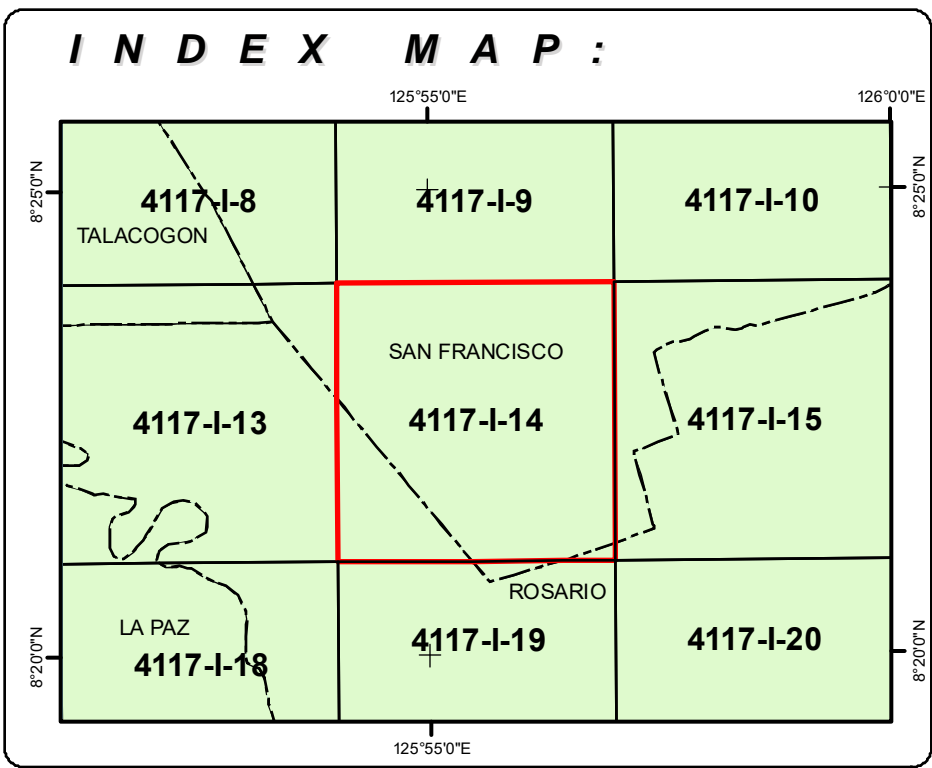 INDEX MAP:
125°55'0"E
126°0'0"E
8°25'0"N
8°25'0"N
4117-I-8
4117-I-9
4117-I-10
TALACOGON
SAN FRANCISCO
4117-I-13
4117-I-14
4117-I-15
ROSARIO
LA PAZ
4117-I-18
4117-I-19
4117-I-20
8°20'0"N
8°20'0"N
125°55'0"E